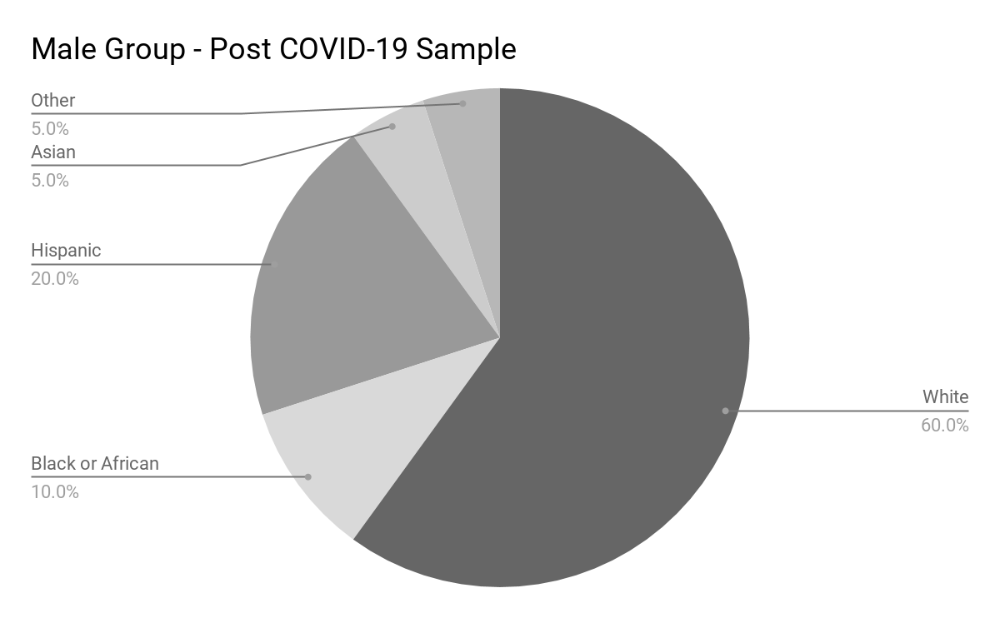 Male Group - Post COVID-19 Sample
Other
5.0%
Asian
5.0%
Hispanic
20.0%
Black or African
10.0%
White
60.0%